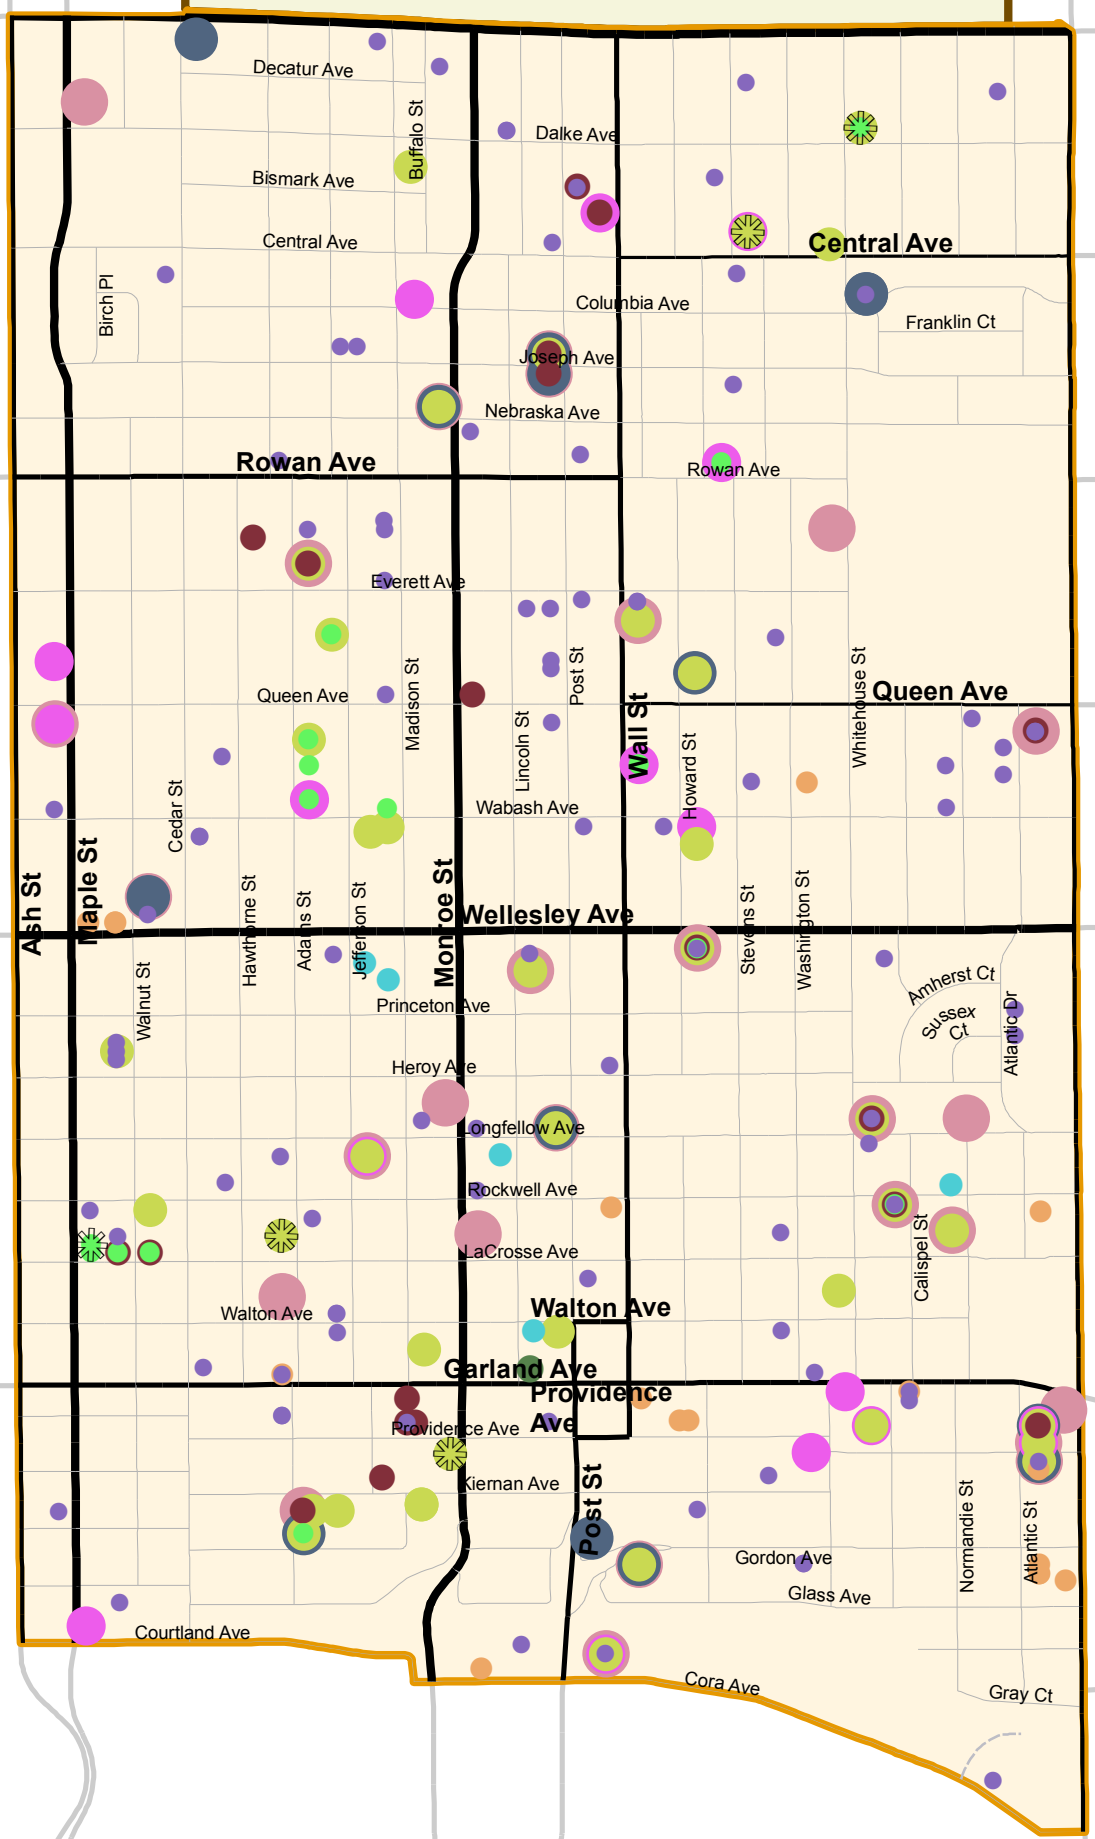 Decatur Ave
Buffalo St
Dalke Ave
Bismark Ave
Central Ave
Central Ave
Birch Pl
Columbia Ave
Franklin Ct
Joseph Ave
Nebraska Ave
Rowan Ave
Rowan Ave
Everett Ave
Queen Ave
Madison St
Post St
Wall St
Whitehouse St
Queen Ave
Lincoln St
Howard St
Cedar St
Wabash Ave
Ash St
Maple St
Hawthorne St
Adams St
Jefferson St
Monroe St
Wellesley Ave
Stevens St
Washington St
Walnut St
Princeton Ave
Amherst Ct
Sussex
Ct
Atlantic Dr
Heroy Ave
Longfellow Ave
Rockwell Ave
LaCrosse Ave
Calispel St
Walton Ave
Walton Ave
Garland Ave
Providence
Ave
Providence Ave
Kiernan Ave
Post St
Normandie St
Atlantic St
Gordon Ave
Glass Ave
Courtland Ave
Cora Ave
Gray Ct